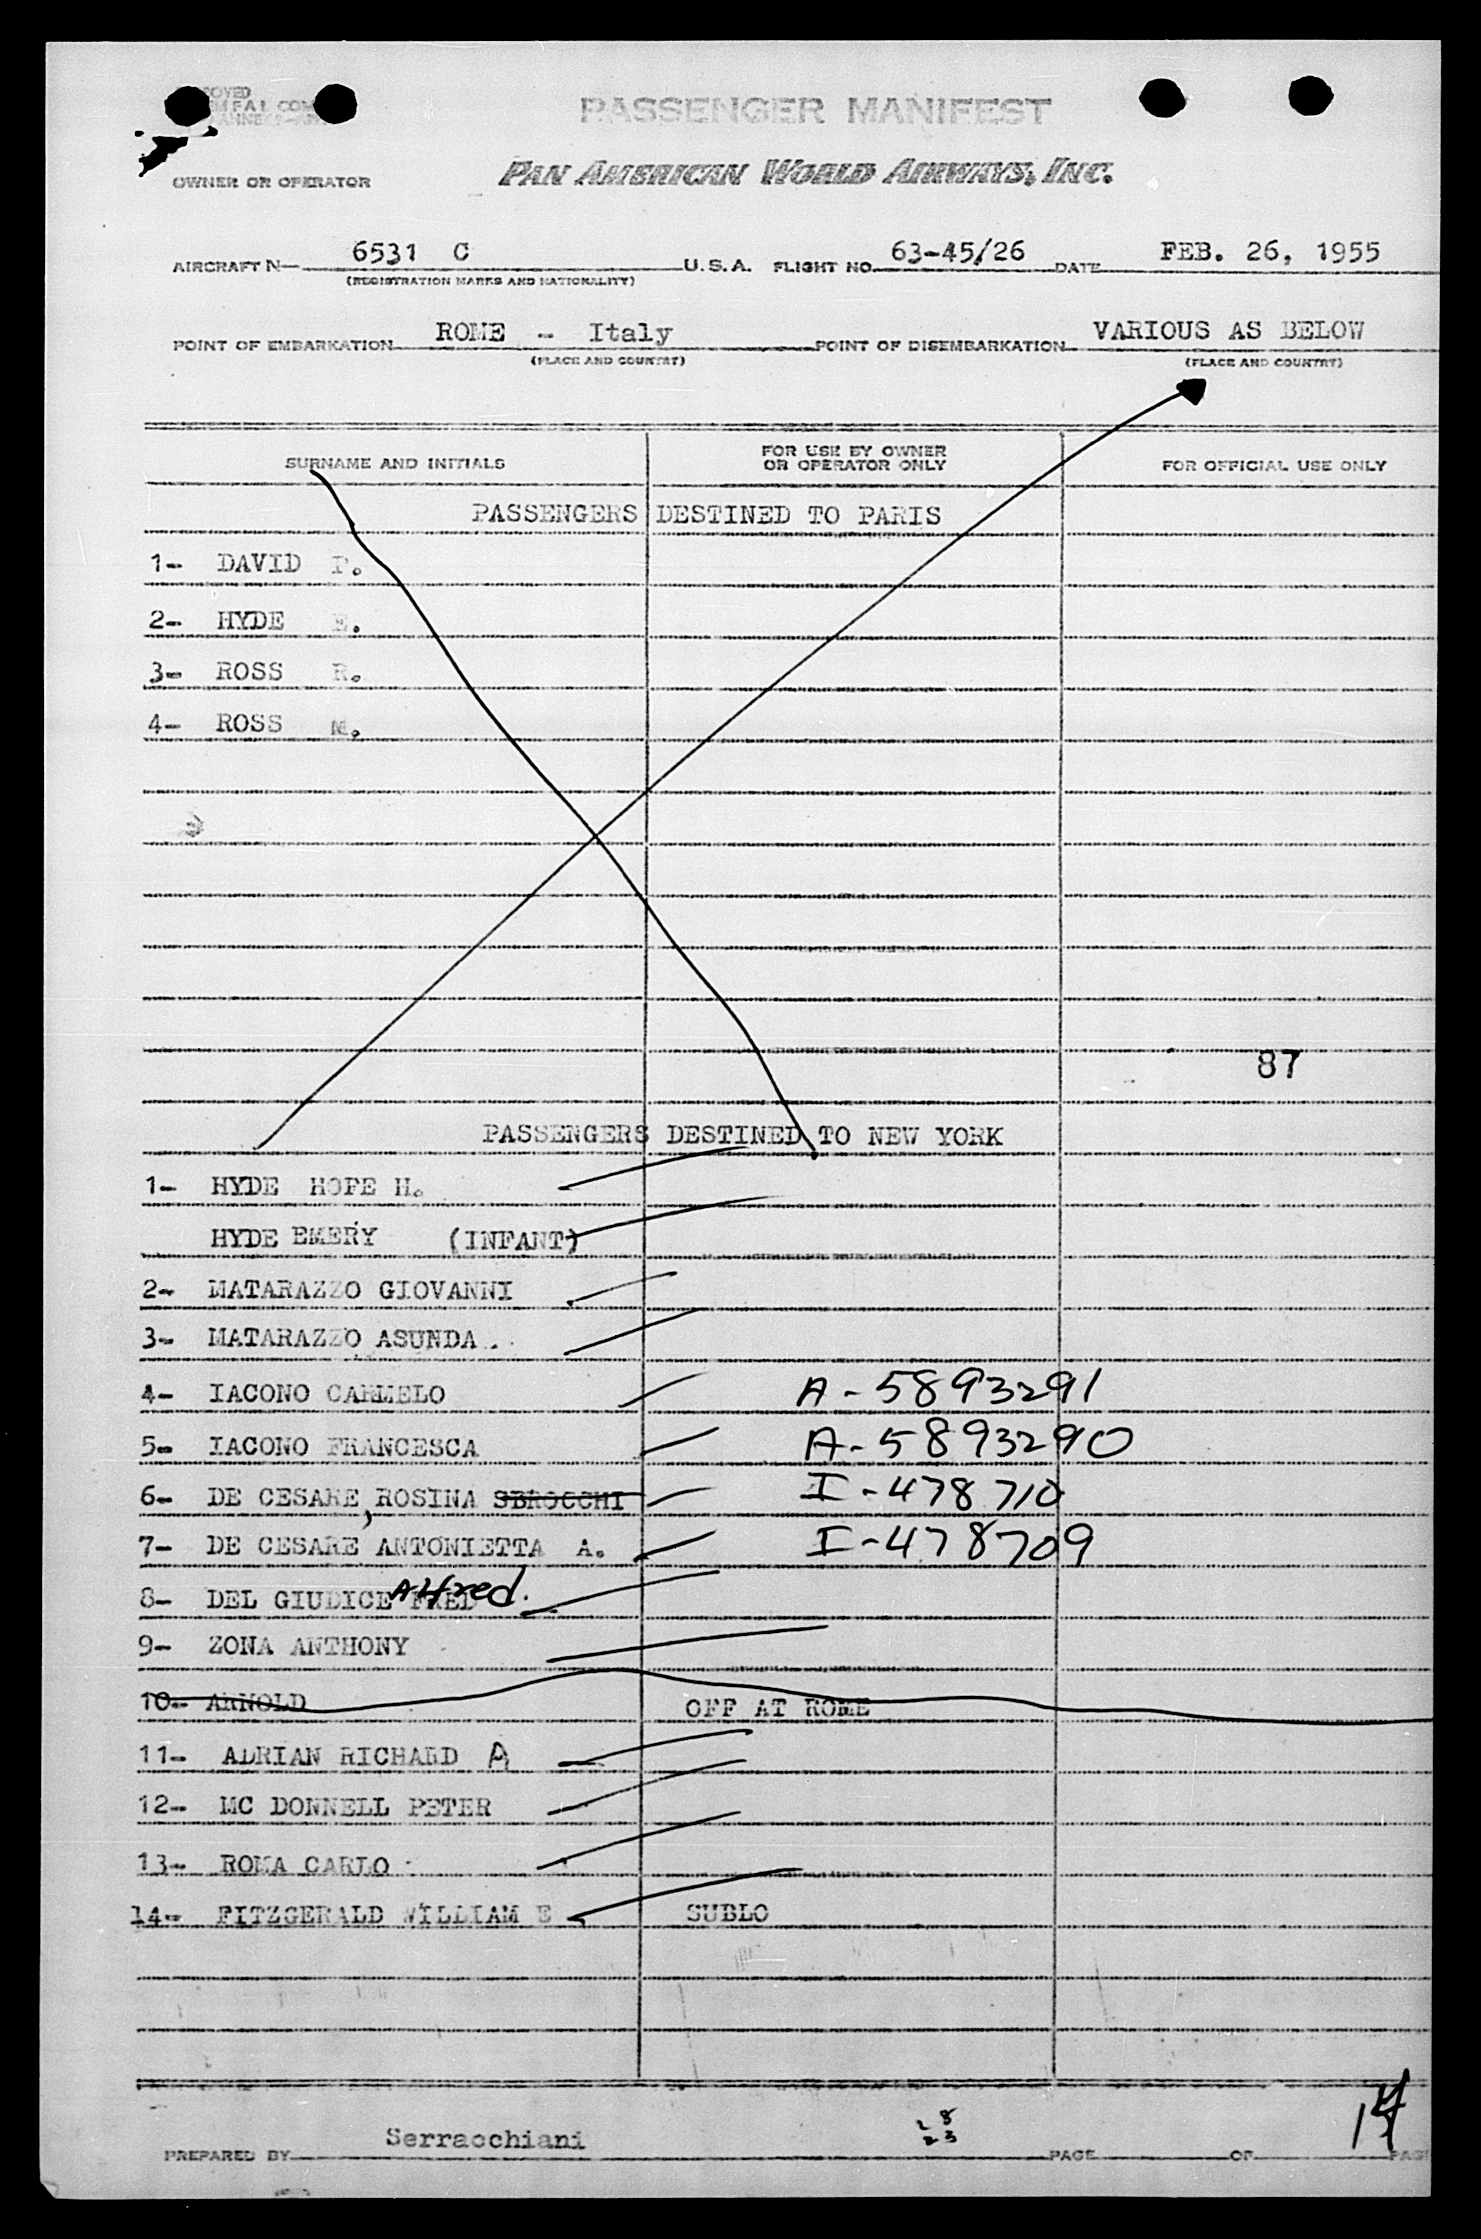 PASSENGER MANIFEST
PAN AMERICAN WORLD AIRWAYS, INC.
OWNER OR OPERATOR
AIRCRAFT N- 6531 C U.S.A. FLIGHT NO. 63-45/26 DATE FEB. 26, 1955
(REGISTRATION MARKS AND NATIONALITY)
POINT OF EMBARKATION ROME - Italy POINT OF DISEMBARKATION VARIOUS AS BELOW
(PLACE AND COUNTRY) (PLACE AND COUNTRY)
SURNAME AND INITIALS FOR USE BY OWNER OR OPERATOR ONLY FOR OFFICIAL USE ONLY
PASSENGERS DESTINED TO PARIS
1- DAVID P.
2- HYDE E.
3- ROSS R.
4- ROSS M.
87
PASSENGERS DESTINED TO NEW YORK
1- HYDE HOPE H.
HYDE EMERY (INFANT)
2- MATARAZZO GIOVANNI
3- MATARAZZO ASUNDA
4- IACONO CARMELO A-5893291
5- IACONO FRANCESCA A-5893290
6- DE CESARE, ROSINA SBROCCHI I-478710
7- DE CESARE ANTONIETTA A. I-478709
8- DEL GIUDICE FRED Alfred.
9- ZONA ANTHONY
10- ARNOLD OFF AT ROME
11- ADRIAN RICHARD A
12- MC DONNELL PETER
13- ROMA CARLO
14- FITZGERALD WILLIAM E SUBLO
28
23
14
PREPARED BY Serracchiani PAGE OF PAG